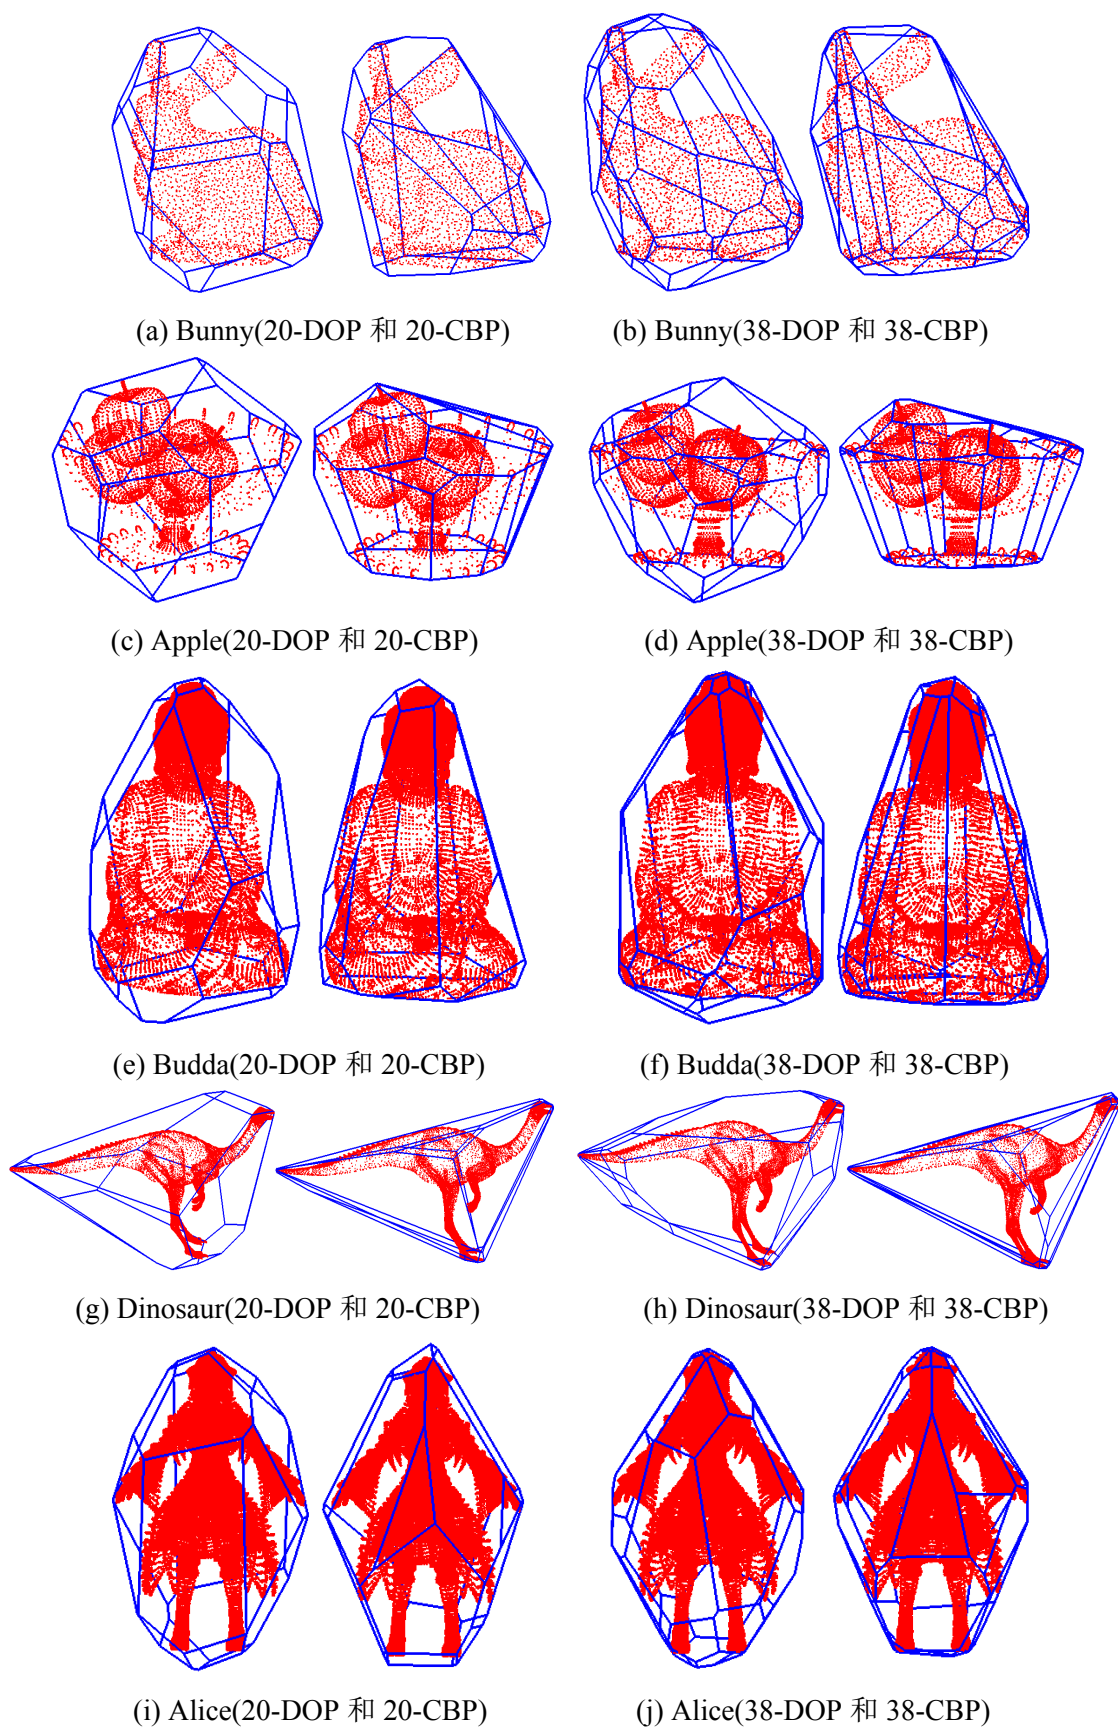 (a) Bunny(20-DOP 和 20-CBP)
(b) Bunny(38-DOP 和 38-CBP)
(c) Apple(20-DOP 和 20-CBP)
(d) Apple(38-DOP 和 38-CBP)
(e) Budda(20-DOP 和 20-CBP)
(f) Budda(38-DOP 和 38-CBP)
(g) Dinosaur(20-DOP 和 20-CBP)
(h) Dinosaur(38-DOP 和 38-CBP)
(i) Alice(20-DOP 和 20-CBP)
(j) Alice(38-DOP 和 38-CBP)